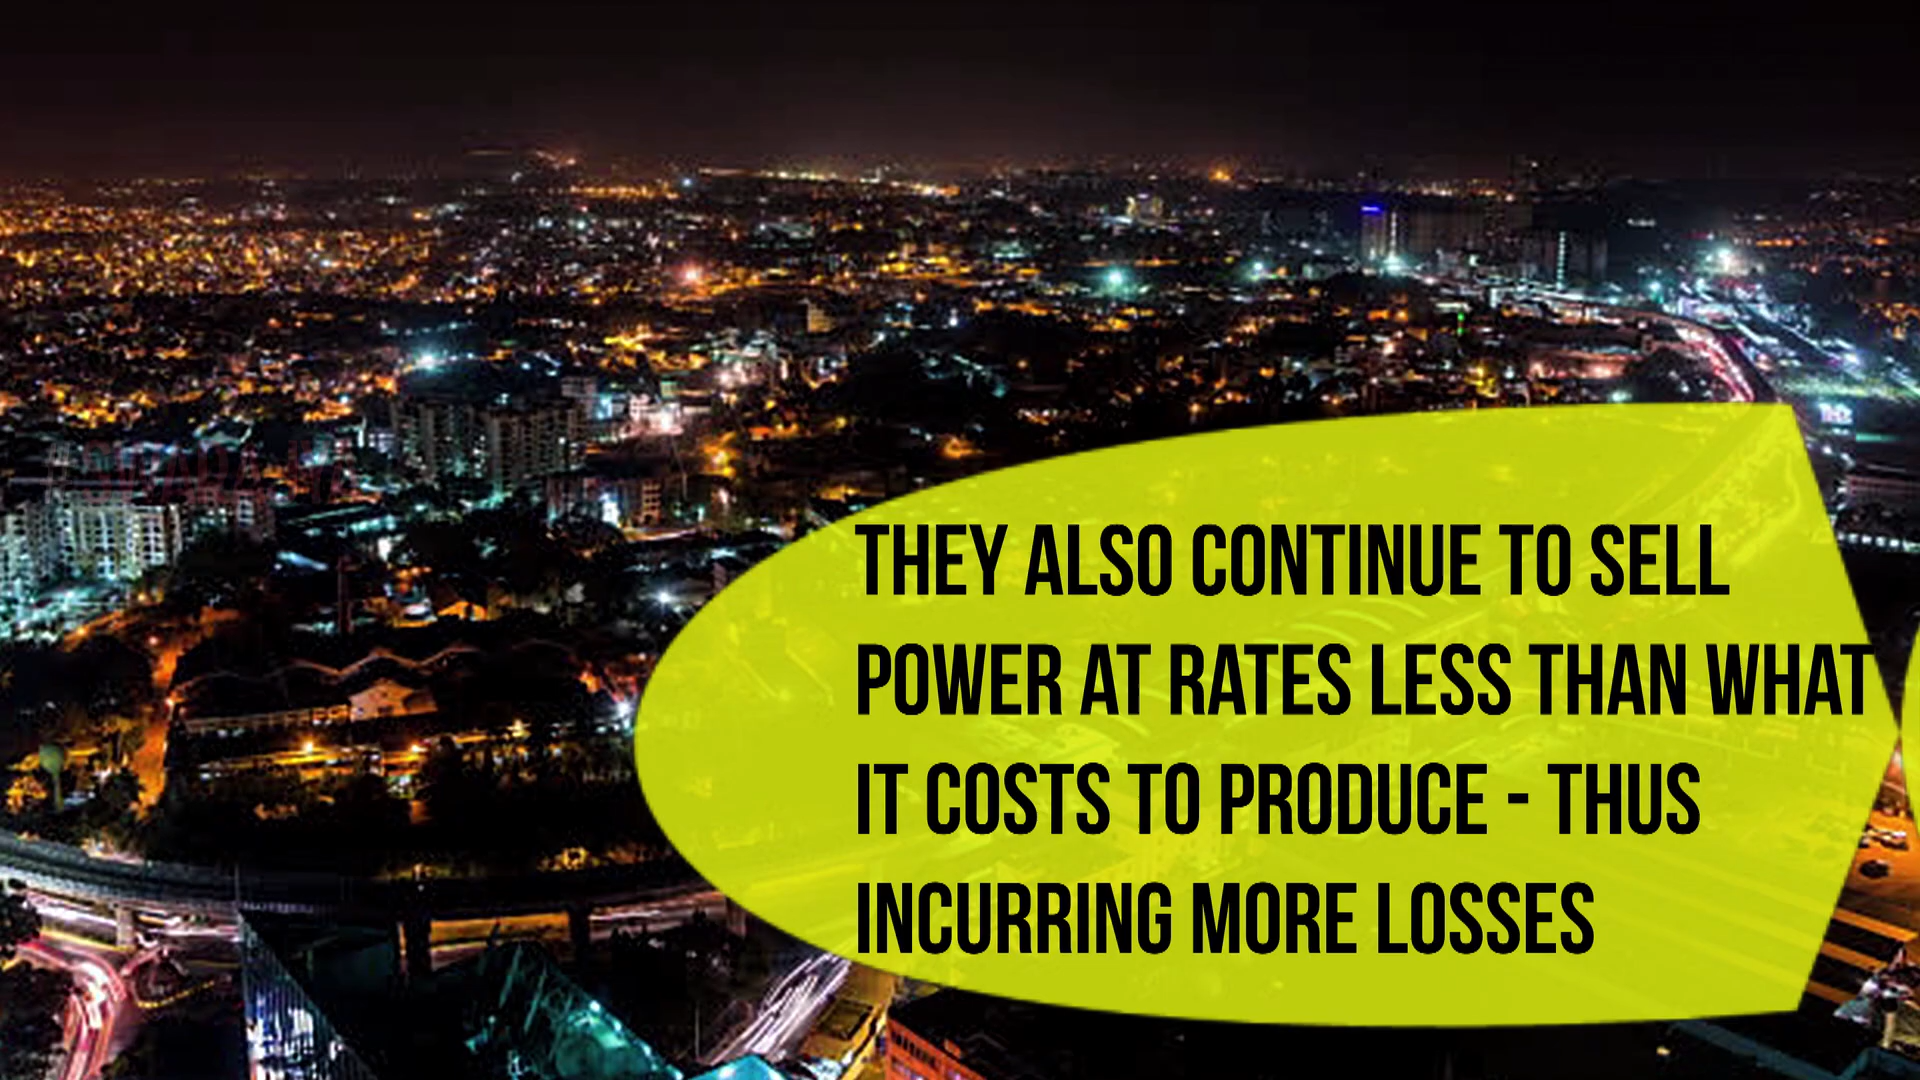 THEY ALSO CONTINUE TO SELL
POWER AT RATES LESS THAN WHAT
IT COSTS TO PRODUCE - THUS
INCURRING MORE LOSSES